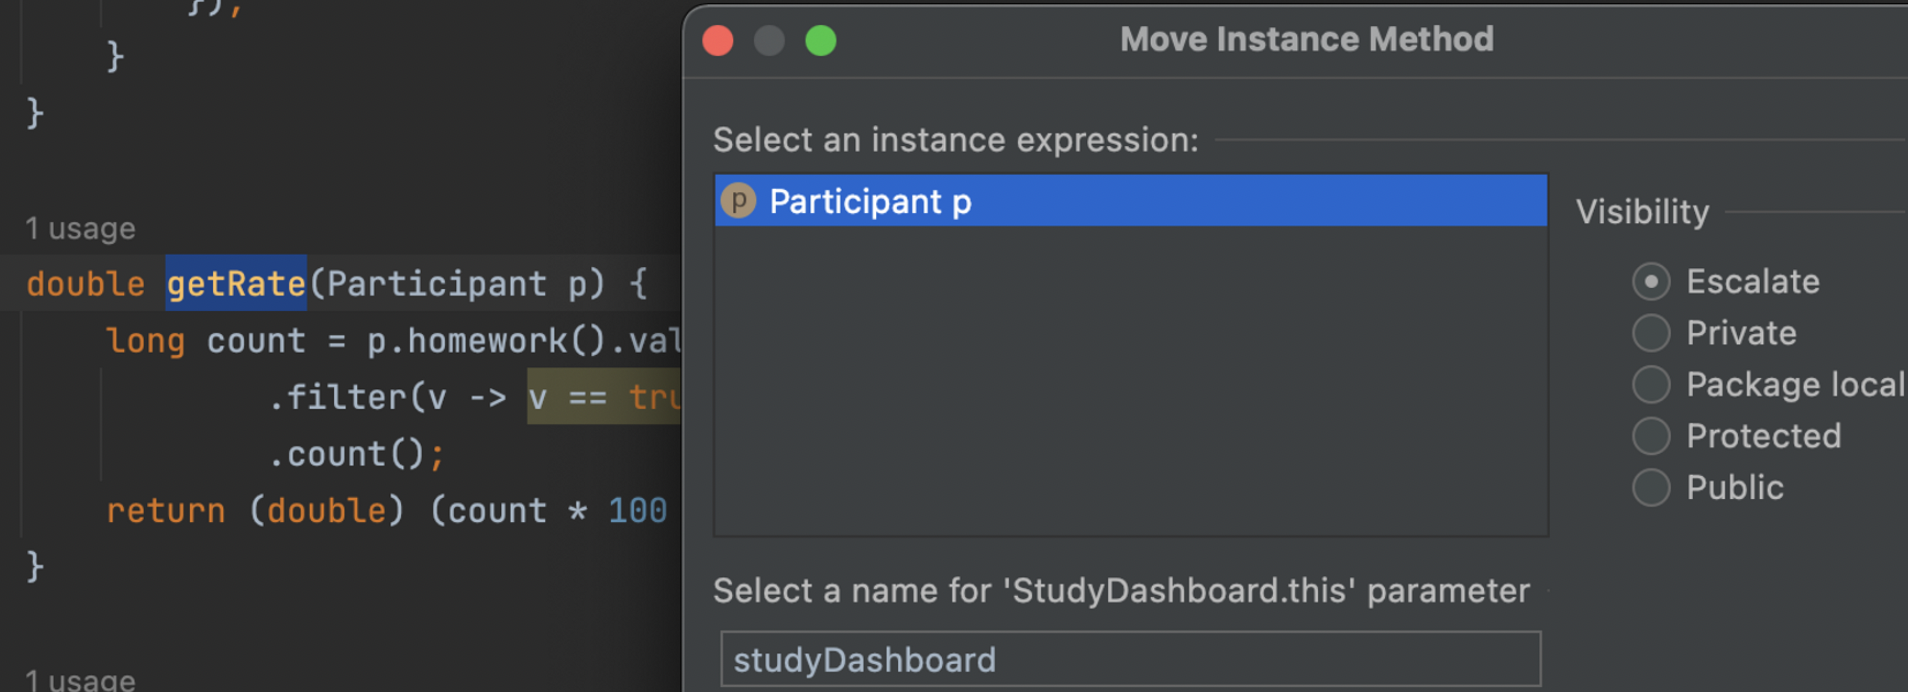 });
}
}
1 usage
double getRate(Participant p) {
long count = p.homework().val
.filter(v -> v == tru
.count();
return (double) (count * 100
}
1 usage
Move Instance Method
Select an instance expression:
p Participant p
Visibility
Escalate
Private
Package local
Protected
Public
Select a name for 'StudyDashboard.this' parameter
studyDashboard